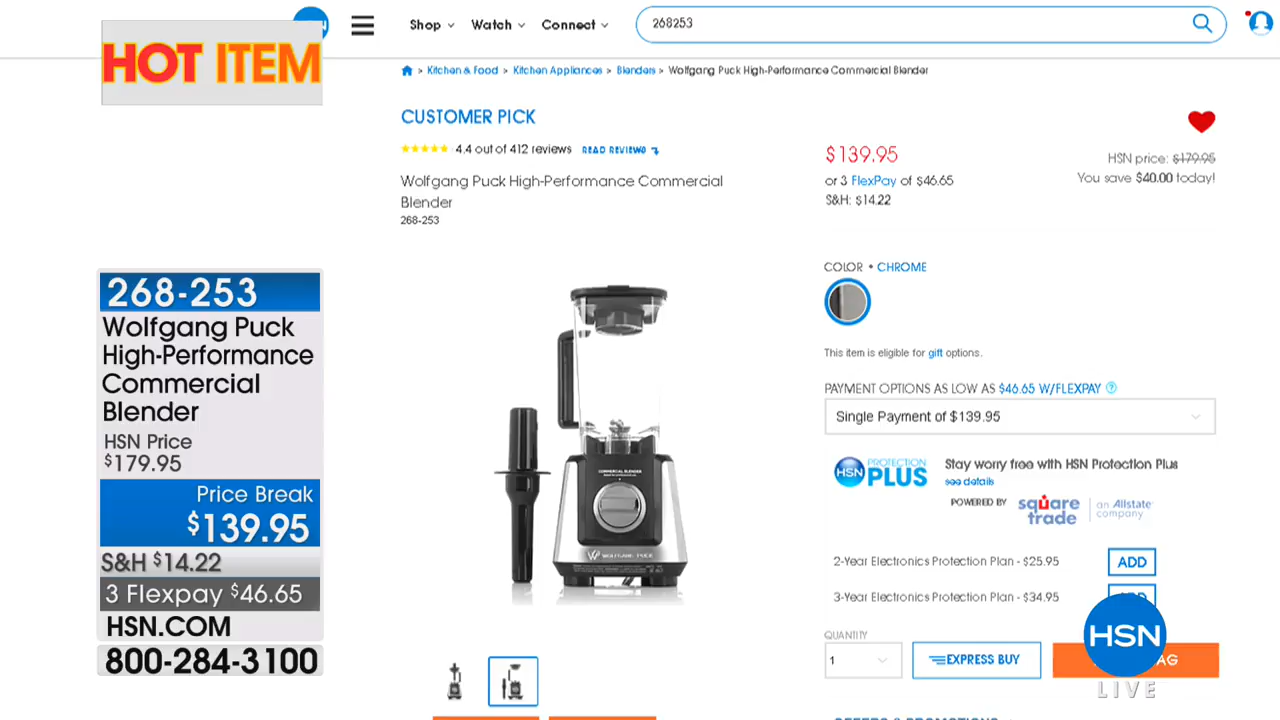 HOT ITEM
Shop
Watch
Connect
268253
> Kitchen & Food > Kitchen Appliances > Blenders > Wolfgang Puck High-Performance Commercial Blender
CUSTOMER PICK
4.4 out of 412 reviews READ REVIEWS
Wolfgang Puck High-Performance Commercial
Blender
268-253
$139.95
or 3 FlexPay of $46.65
S&H: $14.22
HSN price: $179.95
You save $40.00 today!
COLOR • CHROME
This item is eligible for gift options.
PAYMENT OPTIONS AS LOW AS $46.65 W/FLEXPAY ?
Single Payment of $139.95
HSN PROTECTION PLUS
Stay worry free with HSN Protection Plus
see details
POWERED BY square trade | an Allstate company
2-Year Electronics Protection Plan - $25.95 ADD
3-Year Electronics Protection Plan - $34.95
QUANTITY
1
EXPRESS BUY
HSN
LIVE
268-253
Wolfgang Puck
High-Performance
Commercial
Blender
HSN Price
$179.95
Price Break
$139.95
S&H $14.22
3 Flexpay $46.65
HSN.COM
800-284-3100
COMMERCIAL BLENDER
WOLFGANG PUCK